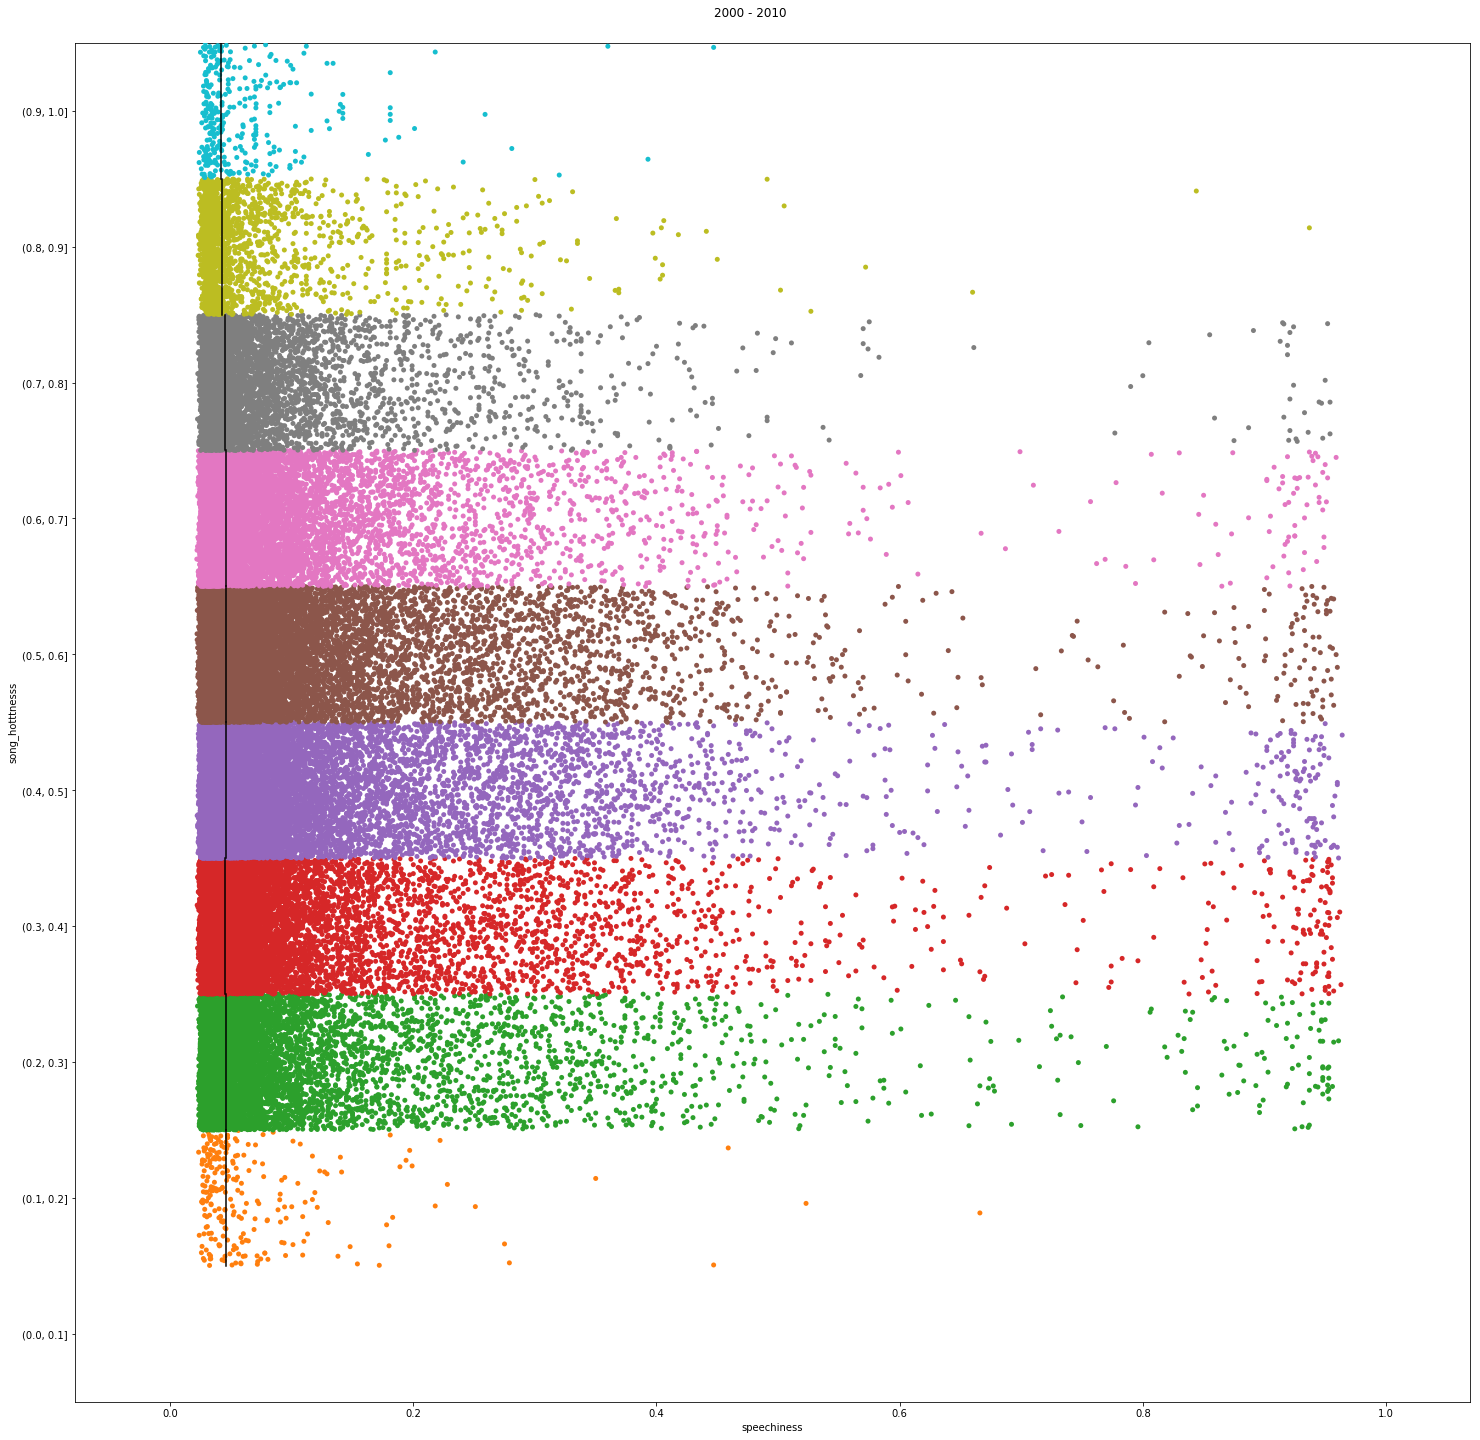 2000 - 2010
(0.9, 1.0]
(0.8, 0.9]
(0.7, 0.8]
(0.6, 0.7]
(0.5, 0.6]
(0.4, 0.5]
(0.3, 0.4]
(0.2, 0.3]
(0.1, 0.2]
(0.0, 0.1]
song_hotttnesss
0.0 0.2 0.4 0.6 0.8 1.0
speechiness